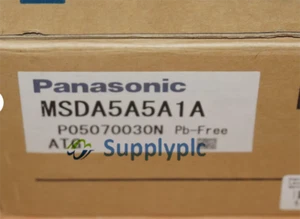 Panasonic
MSDA5A5A1A
P05070030N Pb-Free
Supplyplc